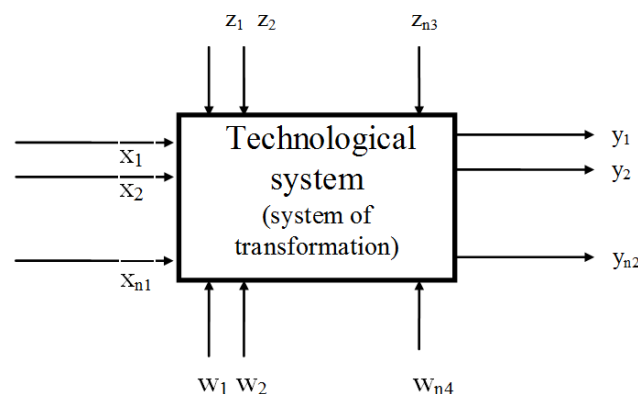 z1 z2 zn3
Technological
system
(system of
transformation)
x1
x2
xn1
y1
y2
yn2
w1 w2 wn4